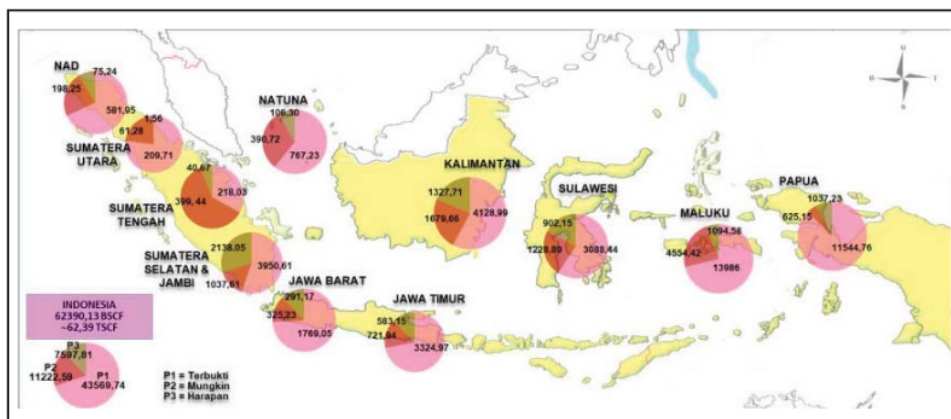 NAD
75,24
198,25
581,95
1,56
61,28
209,71
SUMATERA
UTARA
40,67
218,03
399,44
SUMATERA
TENGAH
2138,05
3950,61
1037,61
SUMATERA
SELATAN &
JAMBI
NATUNA
106,30
390,72
767,23
KALIMANTAN
1327,71
1679,66
4128,99
SULAWESI
902,15
1228,89
3088,44
MALUKU
1094,58
4554,42
13986
PAPUA
1037,23
625,15
11544,76
JAWA BARAT
291,17
325,23
1769,05
JAWA TIMUR
583,15
721,94
3324,97
INDONESIA
62390,13 BSCF
~62,39 TSCF
P3
7597,81
P2
11222,59
P1
43569,74
P1 = Terbukti
P2 = Mungkin
P3 = Harapan
U
B
T
S